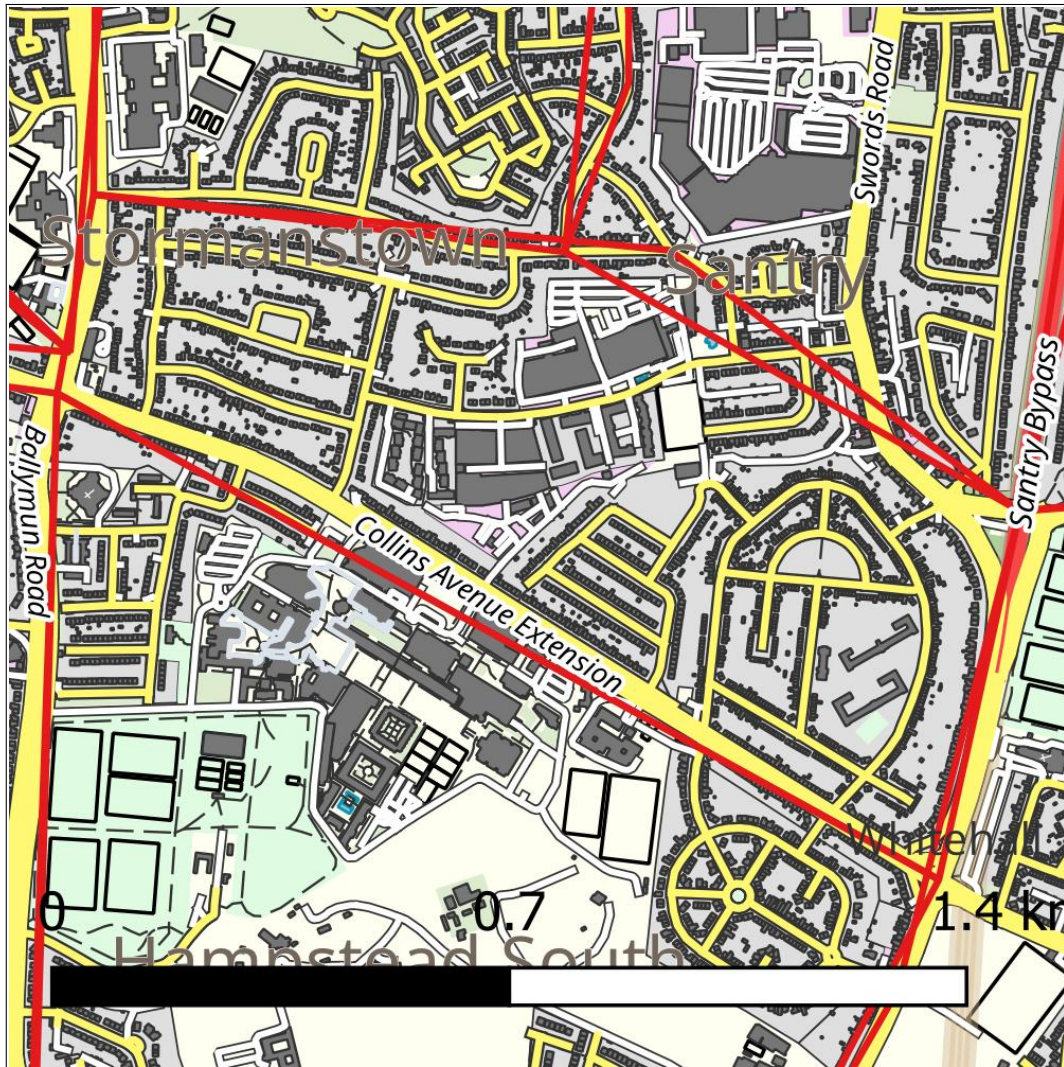 Swords Road
Stormanstown
Santry
Santry Bypass
Ballymun Road
Collins Avenue Extension
Whitehall
0
0.7
1.4 km
Hampstead South